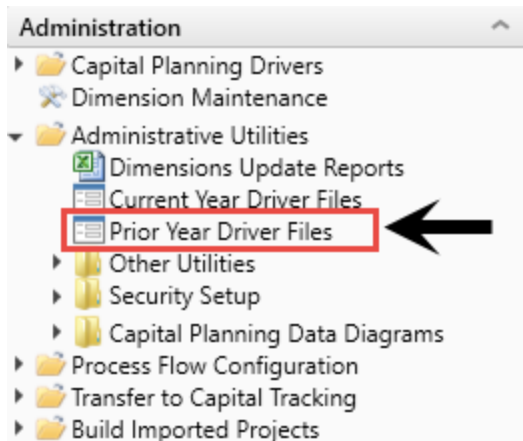 Administration
Capital Planning Drivers
Dimension Maintenance
Administrative Utilities
Dimensions Update Reports
Current Year Driver Files
Prior Year Driver Files
Other Utilities
Security Setup
Capital Planning Data Diagrams
Process Flow Configuration
Transfer to Capital Tracking
Build Imported Projects